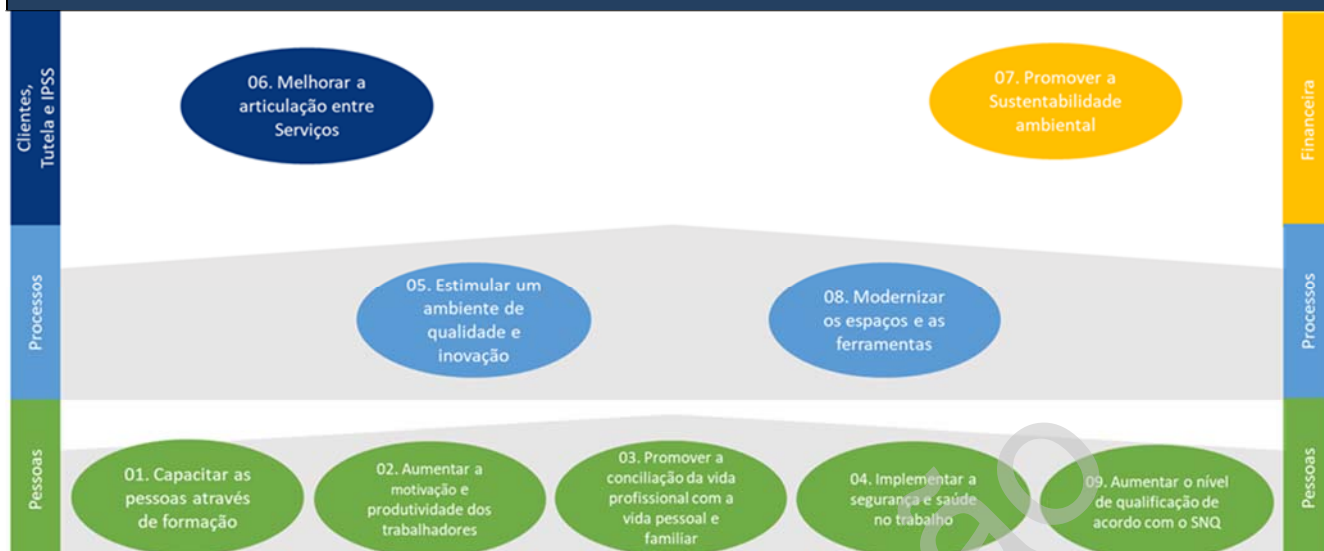 Clientes,
Tutela e IPSS
06. Melhorar a
articulação entre
Serviços
07. Promover a
Sustentabilidade
ambiental
Financeira
Processos
05. Estimular um
ambiente de
qualidade e
inovação
08. Modernizar
os espaços e as
ferramentas
Processos
Pessoas
01. Capacitar as
pessoas através
de formação
02. Aumentar a
motivação e
produtividade dos
trabalhadores
03. Promover a
conciliação da vida
profissional com a
vida pessoal e
familiar
04. Implementar a
segurança e saúde
no trabalho
09. Aumentar o nível
de qualificação de
acordo com o SNQ
Pessoas